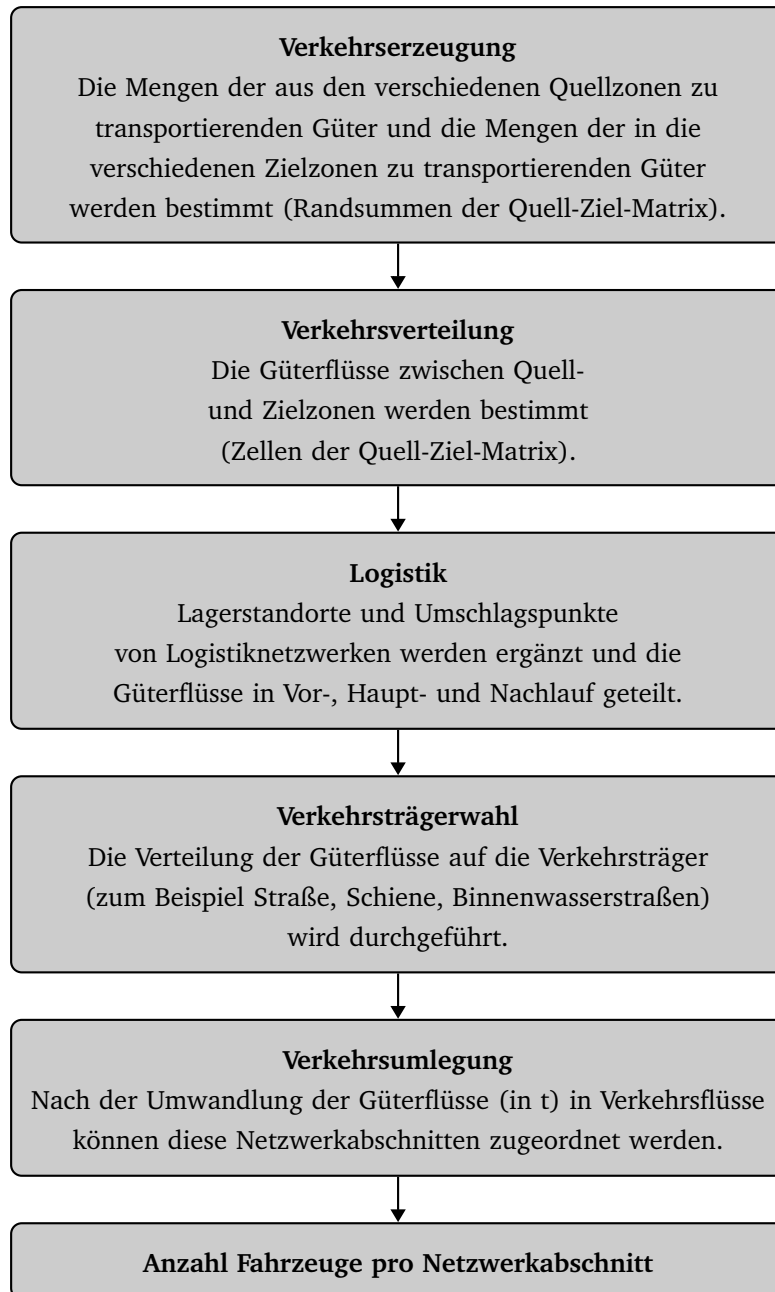 Verkehrserzeugung
Die Mengen der aus den verschiedenen Quellzonen zu
transportierenden Güter und die Mengen der in die
verschiedenen Zielzonen zu transportierenden Güter
werden bestimmt (Randsummen der Quell-Ziel-Matrix).
Verkehrsverteilung
Die Güterflüsse zwischen Quell-
und Zielzonen werden bestimmt
(Zellen der Quell-Ziel-Matrix).
Logistik
Lagerstandorte und Umschlagspunkte
von Logistiknetzwerken werden ergänzt und die
Güterflüsse in Vor-, Haupt- und Nachlauf geteilt.
Verkehrsträgerwahl
Die Verteilung der Güterflüsse auf die Verkehrsträger
(zum Beispiel Straße, Schiene, Binnenwasserstraßen)
wird durchgeführt.
Verkehrsumlegung
Nach der Umwandlung der Güterflüsse (in t) in Verkehrsflüsse
können diese Netzwerkabschnitten zugeordnet werden.
Anzahl Fahrzeuge pro Netzwerkabschnitt